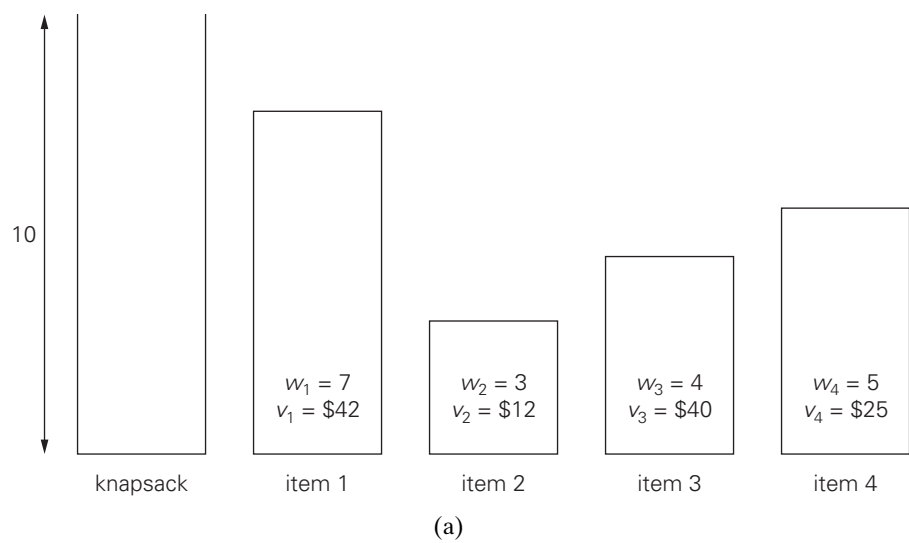 10
w₁ = 7
v₁ = $42
w₂ = 3
v₂ = $12
w₃ = 4
v₃ = $40
w₄ = 5
v₄ = $25
knapsack
item 1
item 2
item 3
item 4
(a)